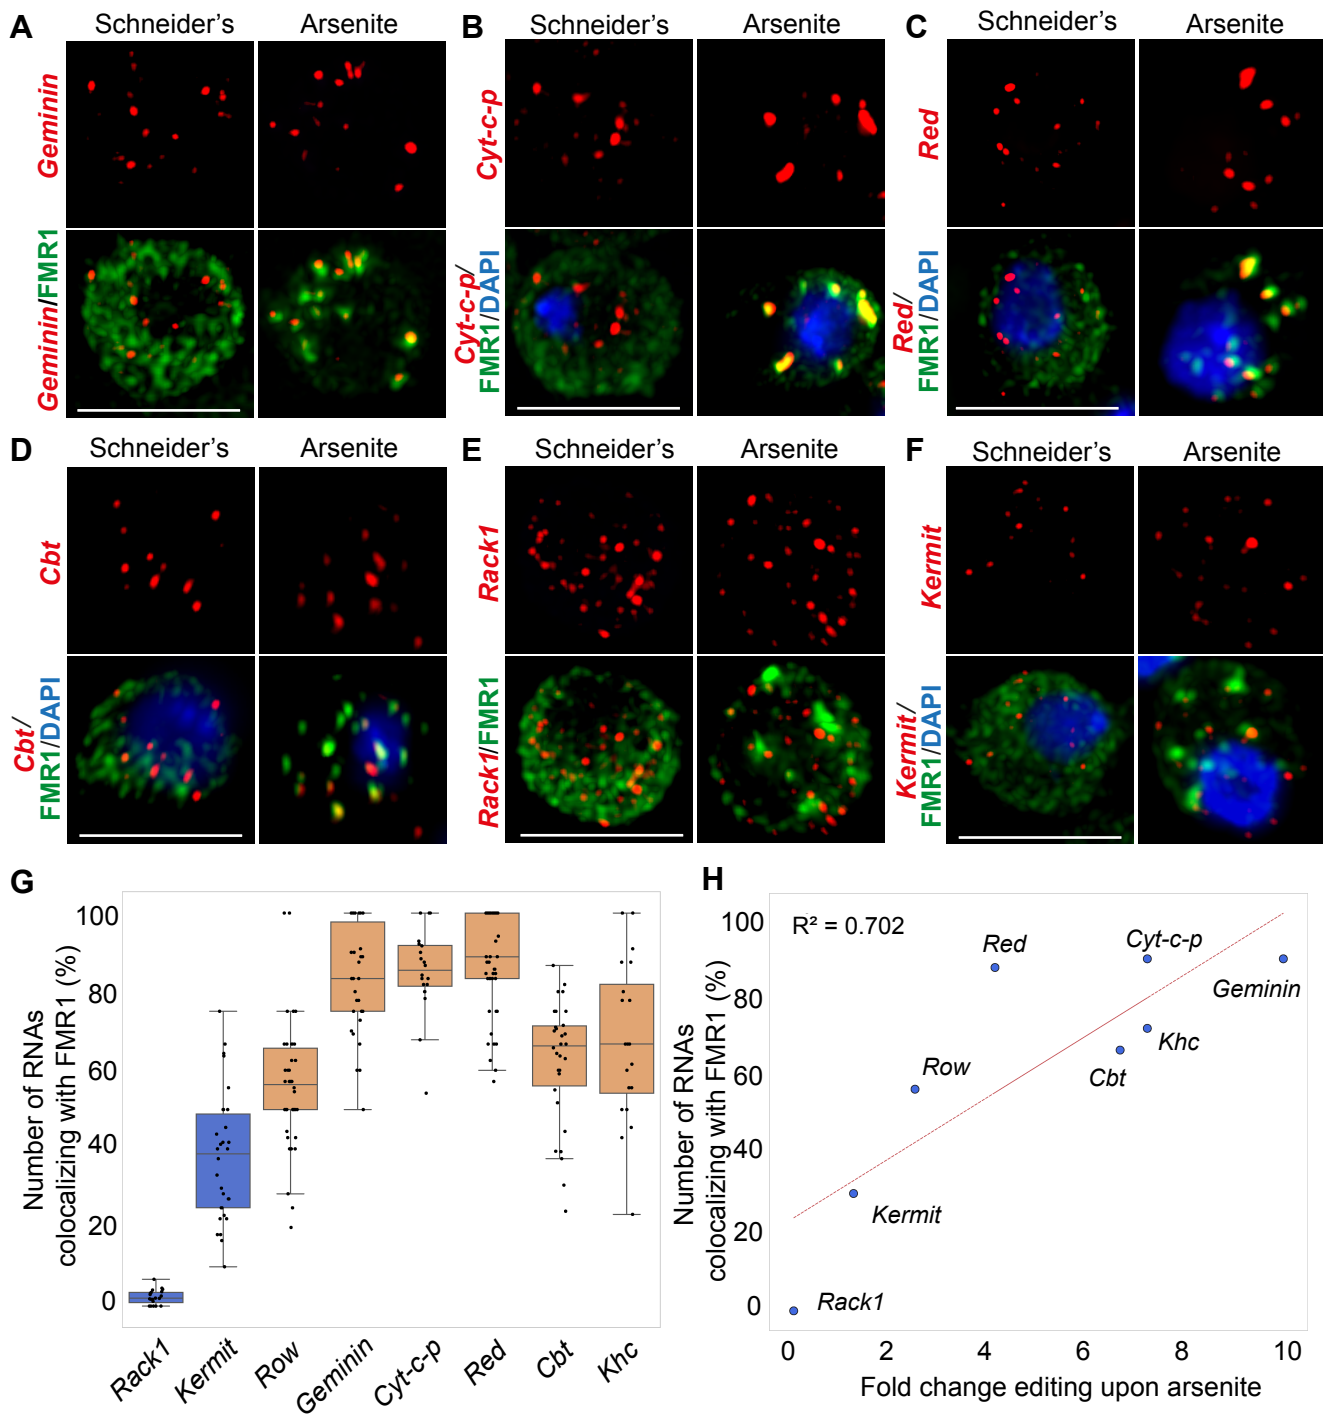 A
Schneider's
Arsenite
Geminin
Geminin/FMR1
B
Schneider's
Arsenite
Cyt-c-p
Cyt-c-p/
FMR1/DAPI
C
Schneider's
Arsenite
Red
Red/
FMR1/DAPI
D
Schneider's
Arsenite
Cbt
Cbt/
FMR1/DAPI
E
Schneider's
Arsenite
Rack1
Rack1/FMR1
F
Schneider's
Arsenite
Kermit
Kermit/
FMR1/DAPI
G
Number of RNAs
colocalizing with FMR1 (%)
100
80
60
40
20
0
Rack1
Kermit
Row
Geminin
Cyt-c-p
Red
Cbt
Khc
H
Number of RNAs
colocalizing with FMR1 (%)
100
80
60
40
20
0
R² = 0.702
Red
Cyt-c-p
Geminin
Khc
Cbt
Row
Kermit
Rack1
0 2 4 6 8 10
Fold change editing upon arsenite